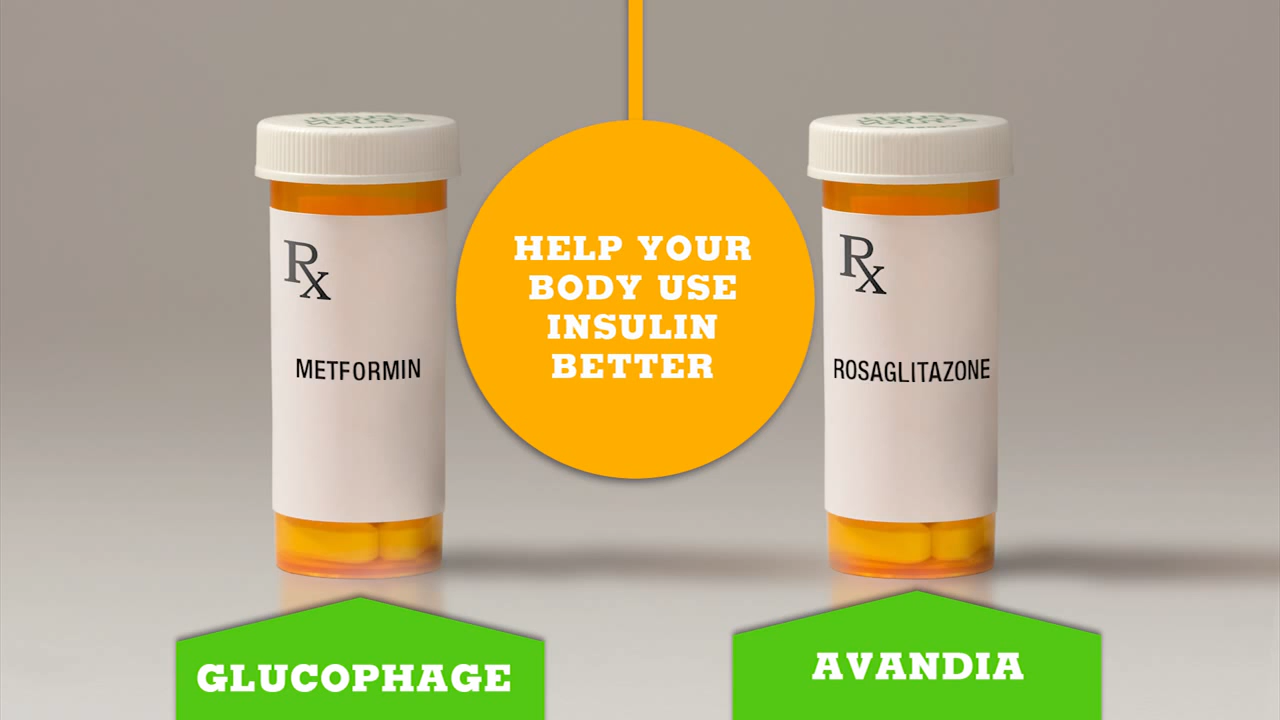 HELP YOUR
BODY USE
INSULIN
BETTER
Rx
METFORMIN
Rx
ROSAGLITAZONE
GLUCOPHAGE
AVANDIA